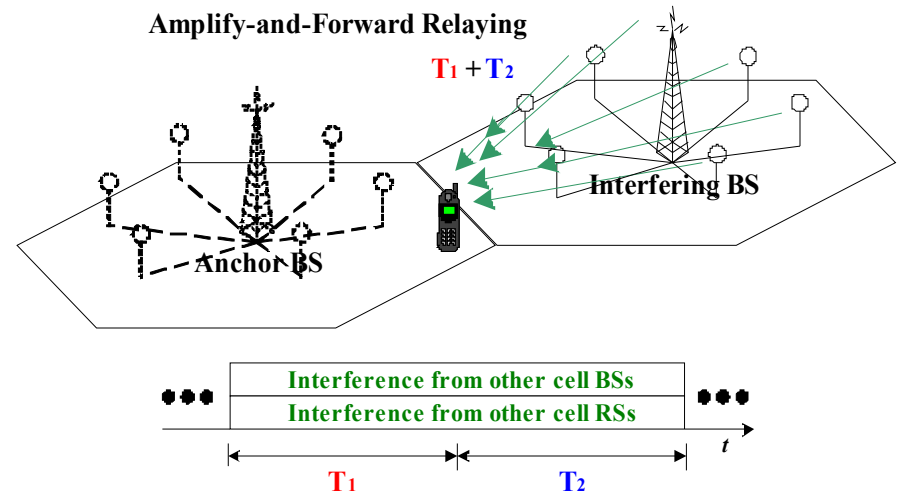 Amplify-and-Forward Relaying
T1 + T2
Interfering BS
Anchor BS
Interference from other cell BSs
Interference from other cell RSs
t
T1 T2